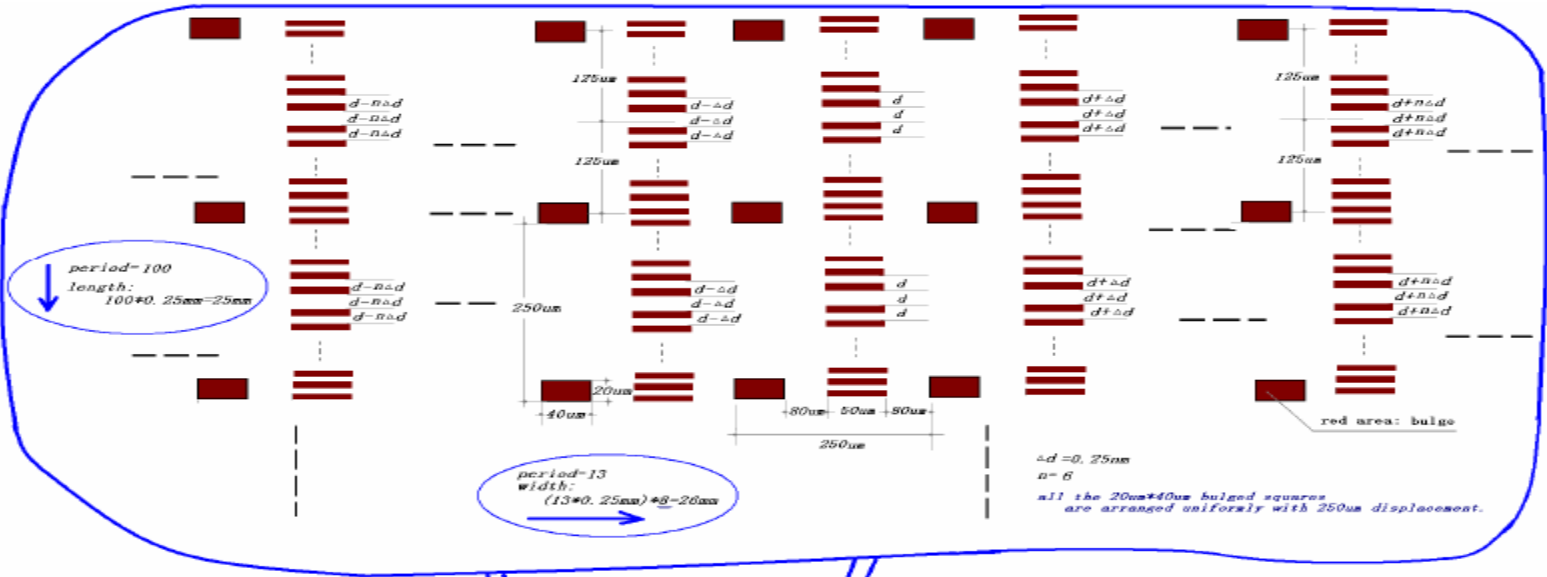 125um
125um
d-n△d
d-n△d
d-n△d
d-△d
d-△d
d-△d
d
d
d
d+△d
d+△d
d+△d
d+n△d
d+n△d
d+n△d
125um
125um
period=100
length:
100*0.25mm=25mm
d-n△d
d-n△d
d-n△d
250um
d-△d
d-△d
d-△d
d
d
d
d+△d
d+△d
d+△d
d+n△d
d+n△d
d+n△d
20um
40um
80um 50um 80um
250um
red area: bulge
period=13
width:
(13*0.25mm)*8=26mm
△d =0.25nm
n= 6
all the 20um*40um bulged squares
are arranged uniformly with 250um displacement.